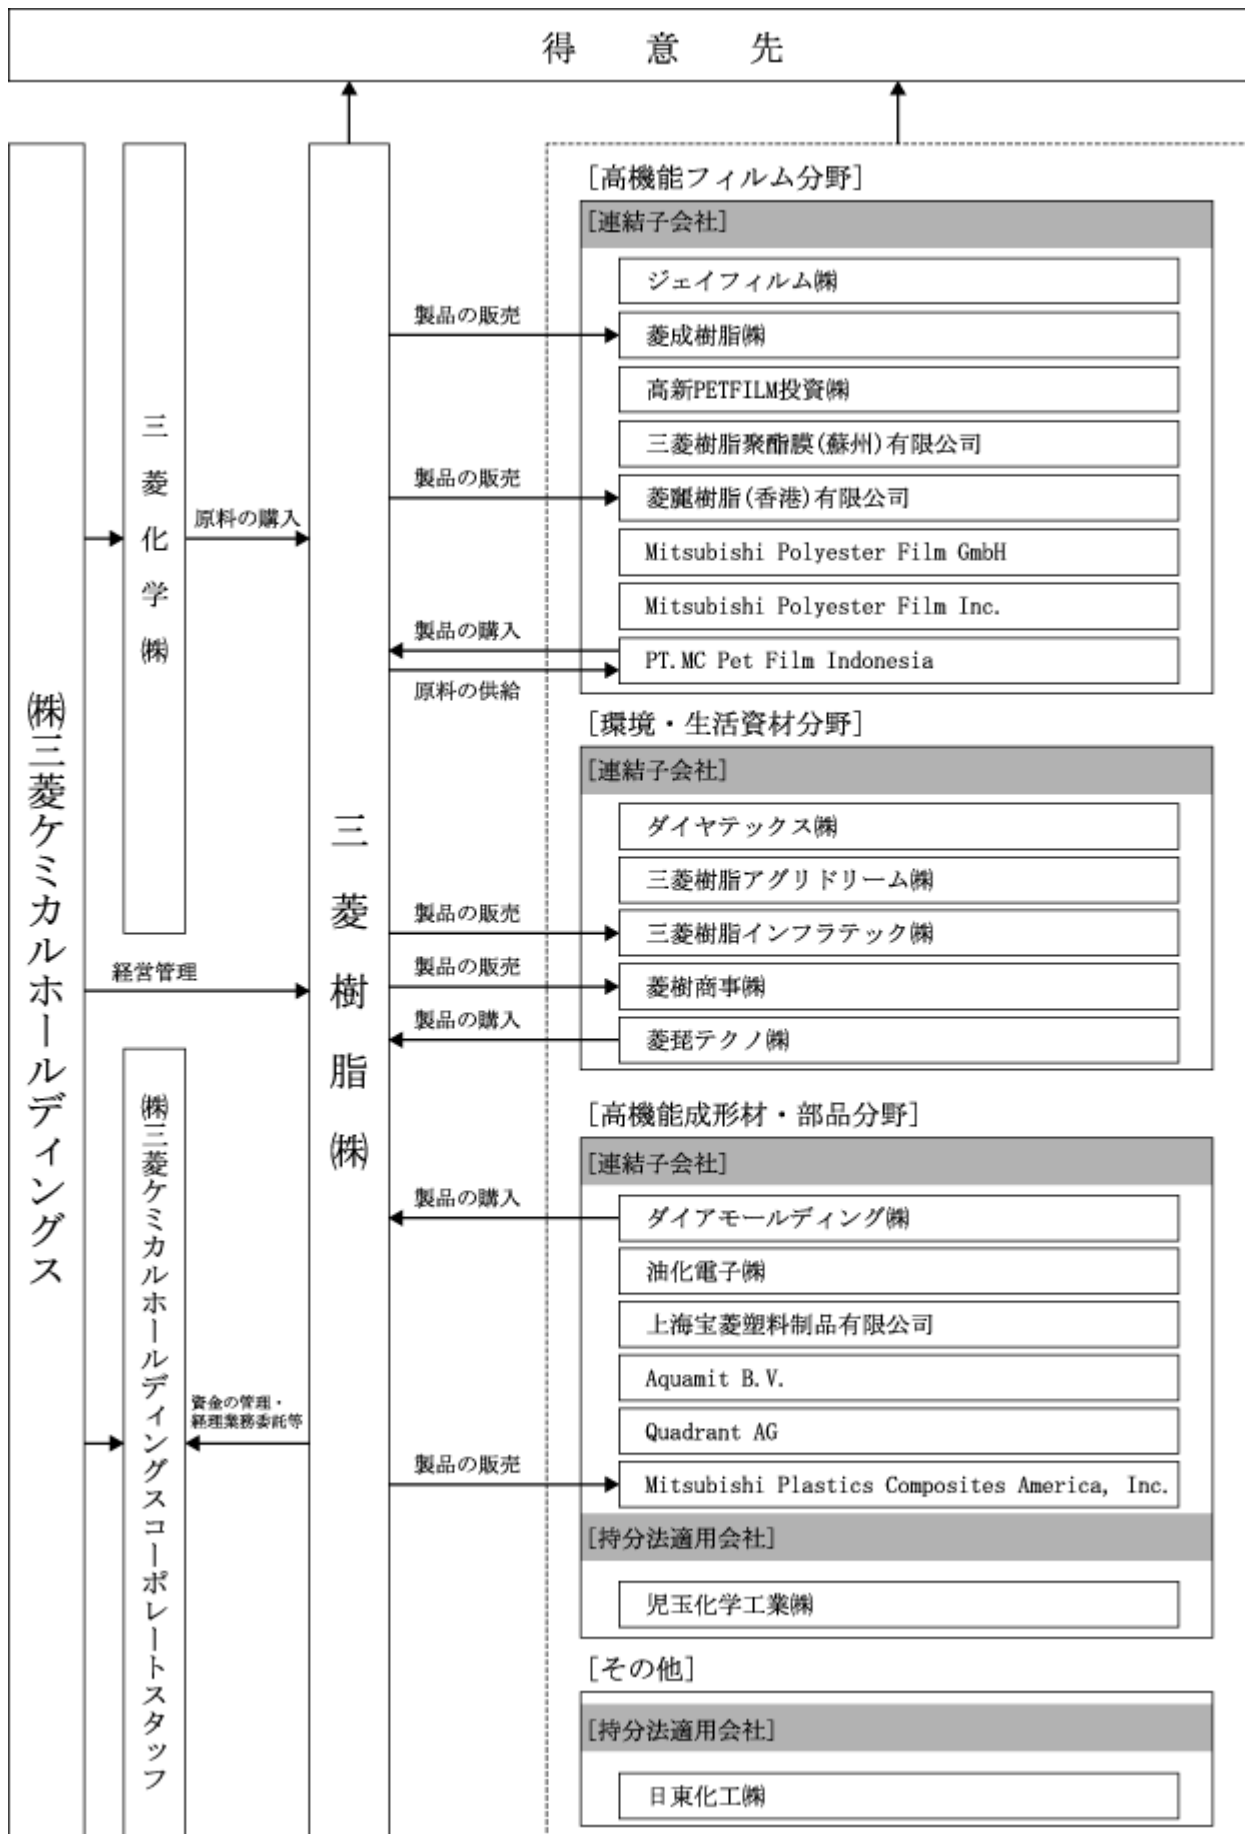 得意先
㈱三菱ケミカルホールディングス
三菱化学㈱
㈱三菱ケミカルホールディングスコーポレートスタッフ
原料の購入
経営管理
資金の管理・
経理業務委託等
三菱樹脂㈱
製品の販売
製品の販売
製品の購入
原料の供給
製品の販売
製品の販売
製品の購入
製品の購入
製品の販売
[高機能フィルム分野]
[連結子会社]
ジェイフィルム㈱
菱成樹脂㈱
高新PETFILM投資㈱
三菱樹脂聚酯膜(蘇州)有限公司
菱麗樹脂(香港)有限公司
Mitsubishi Polyester Film GmbH
Mitsubishi Polyester Film Inc.
PT.MC Pet Film Indonesia
[環境・生活資材分野]
[連結子会社]
ダイヤテックス㈱
三菱樹脂アグリドリーム㈱
三菱樹脂インフラテック㈱
菱樹商事㈱
菱琵テクノ㈱
[高機能成形材・部品分野]
[連結子会社]
ダイアモールディング㈱
油化電子㈱
上海宝菱塑料制品有限公司
Aquamit B.V.
Quadrant AG
Mitsubishi Plastics Composites America, Inc.
[持分法適用会社]
児玉化学工業㈱
[その他]
[持分法適用会社]
日東化工㈱